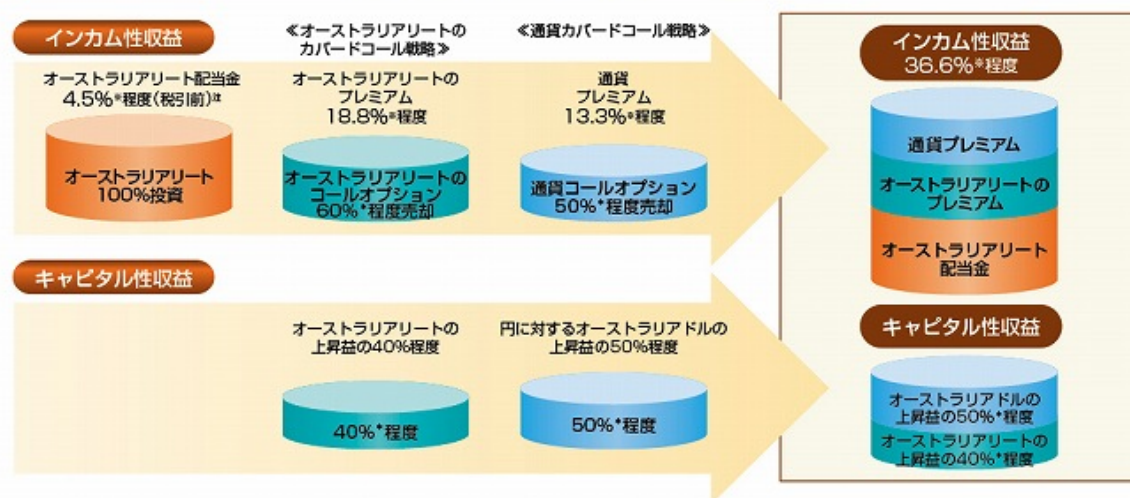 インカム性収益
≪オーストラリアリートの
カバードコール戦略≫
≪通貨カバードコール戦略≫
オーストラリアリート配当金
4.5%*程度(税引前)注
オーストラリアリートの
プレミアム
18.8%*程度
通貨
プレミアム
13.3%*程度
オーストラリアリート
100%投資
オーストラリアリートの
コールオプション
60%*程度売却
通貨コールオプション
50%*程度売却
キャピタル性収益
オーストラリアリートの
上昇益の40%程度
円に対するオーストラリアドルの
上昇益の50%程度
40%*程度
50%*程度
インカム性収益
36.6%*程度
通貨プレミアム
オーストラリアリートの
プレミアム
オーストラリアリート
配当金
キャピタル性収益
オーストラリアドルの
上昇益の50%*程度
オーストラリアリートの
上昇益の40%*程度